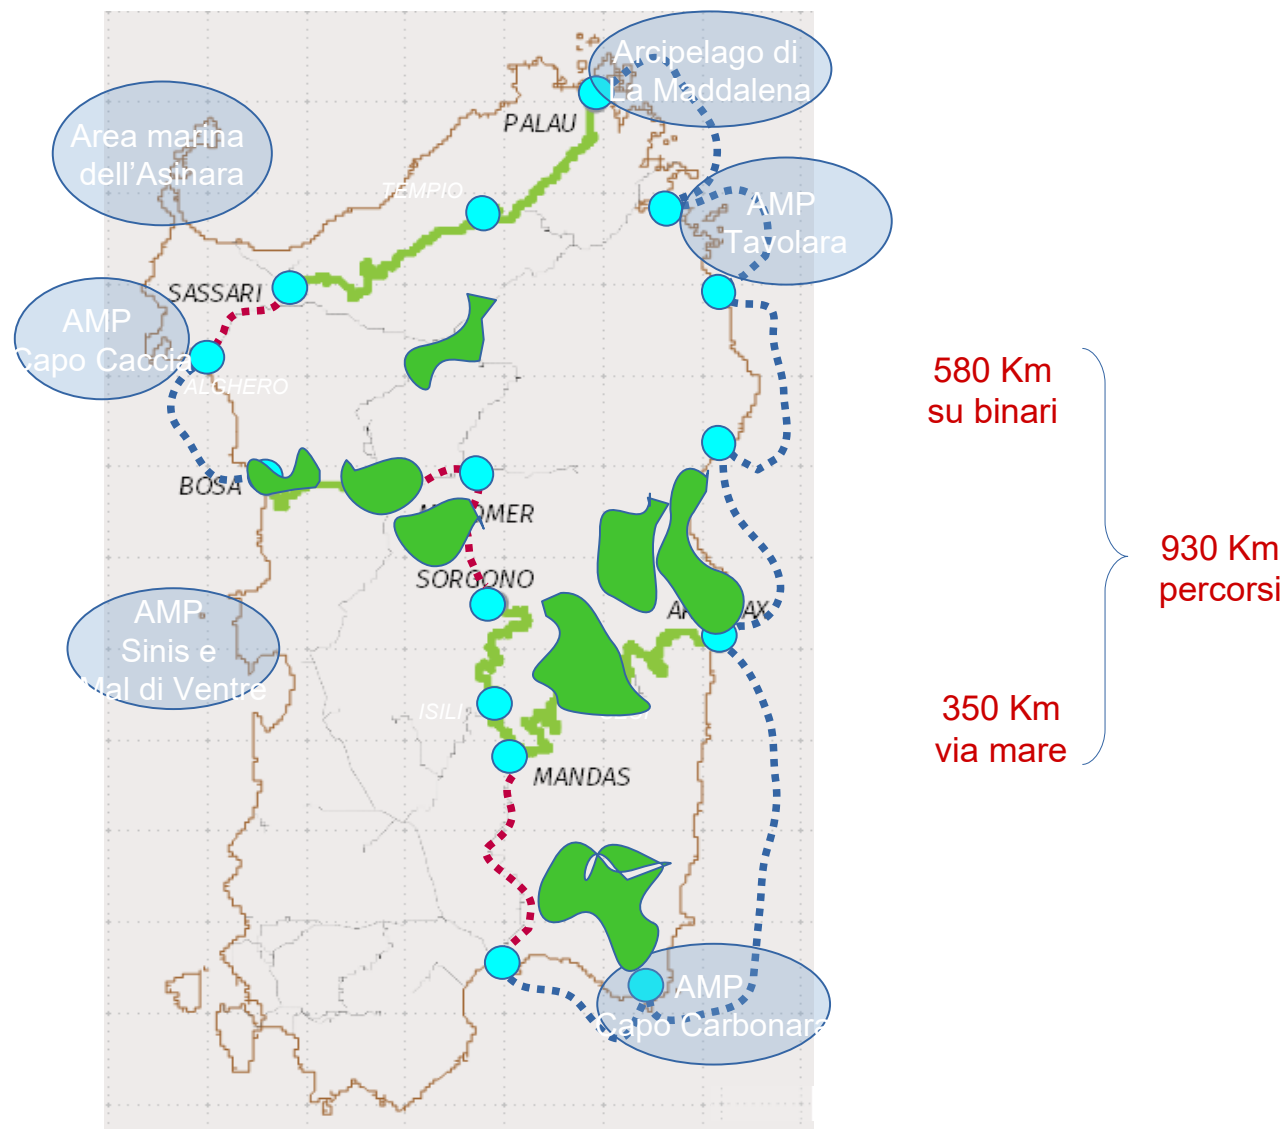 Arcipelago di
La Maddalena
PALAU
Area marina
dell'Asinara
TEMPIO
AMP
Tavolara
SASSARI
AMP
Capo Caccia
ALGHERO
580 Km
su binari
BOSA
OMER
SORGONO
930 Km
percorsi
AMP
Sinis e
Mal di Ventre
AX
ISILI
350 Km
via mare
MANDAS
AMP
Capo Carbonara